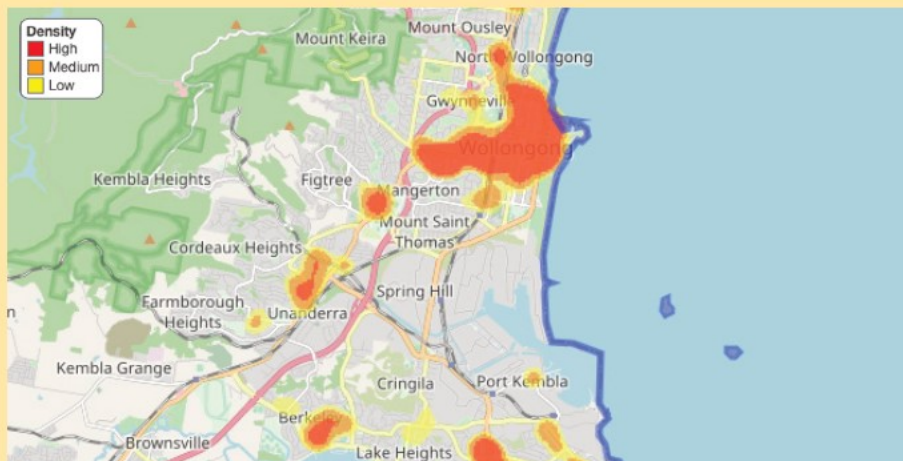 Density
High
Medium
Low
Mount Ousley
Mount Keira
North Wollongong
Gwynneville
Wollongong
Kembla Heights
Figtree
Mangerton
Mount Saint
Thomas
Cordeaux Heights
Spring Hill
Farmborough
Heights
Unanderra
n
Kembla Grange
Cringila
Port Kembla
Berkeley
Brownsville
Lake Heights